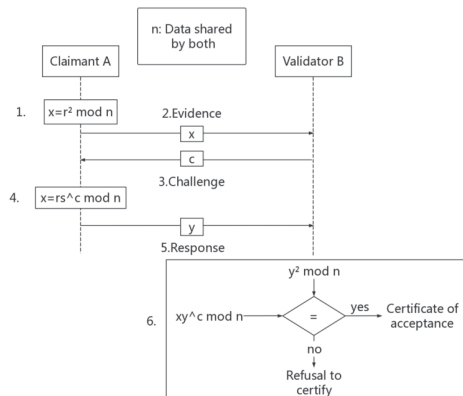 n: Data shared
by both
Claimant A
Validator B
1.
x=r² mod n
2.Evidence
x
c
3.Challenge
4.
x=rs^c mod n
y
5.Response
y² mod n
6.
xy^c mod n
=
yes
Certificate of
acceptance
no
Refusal to
certify